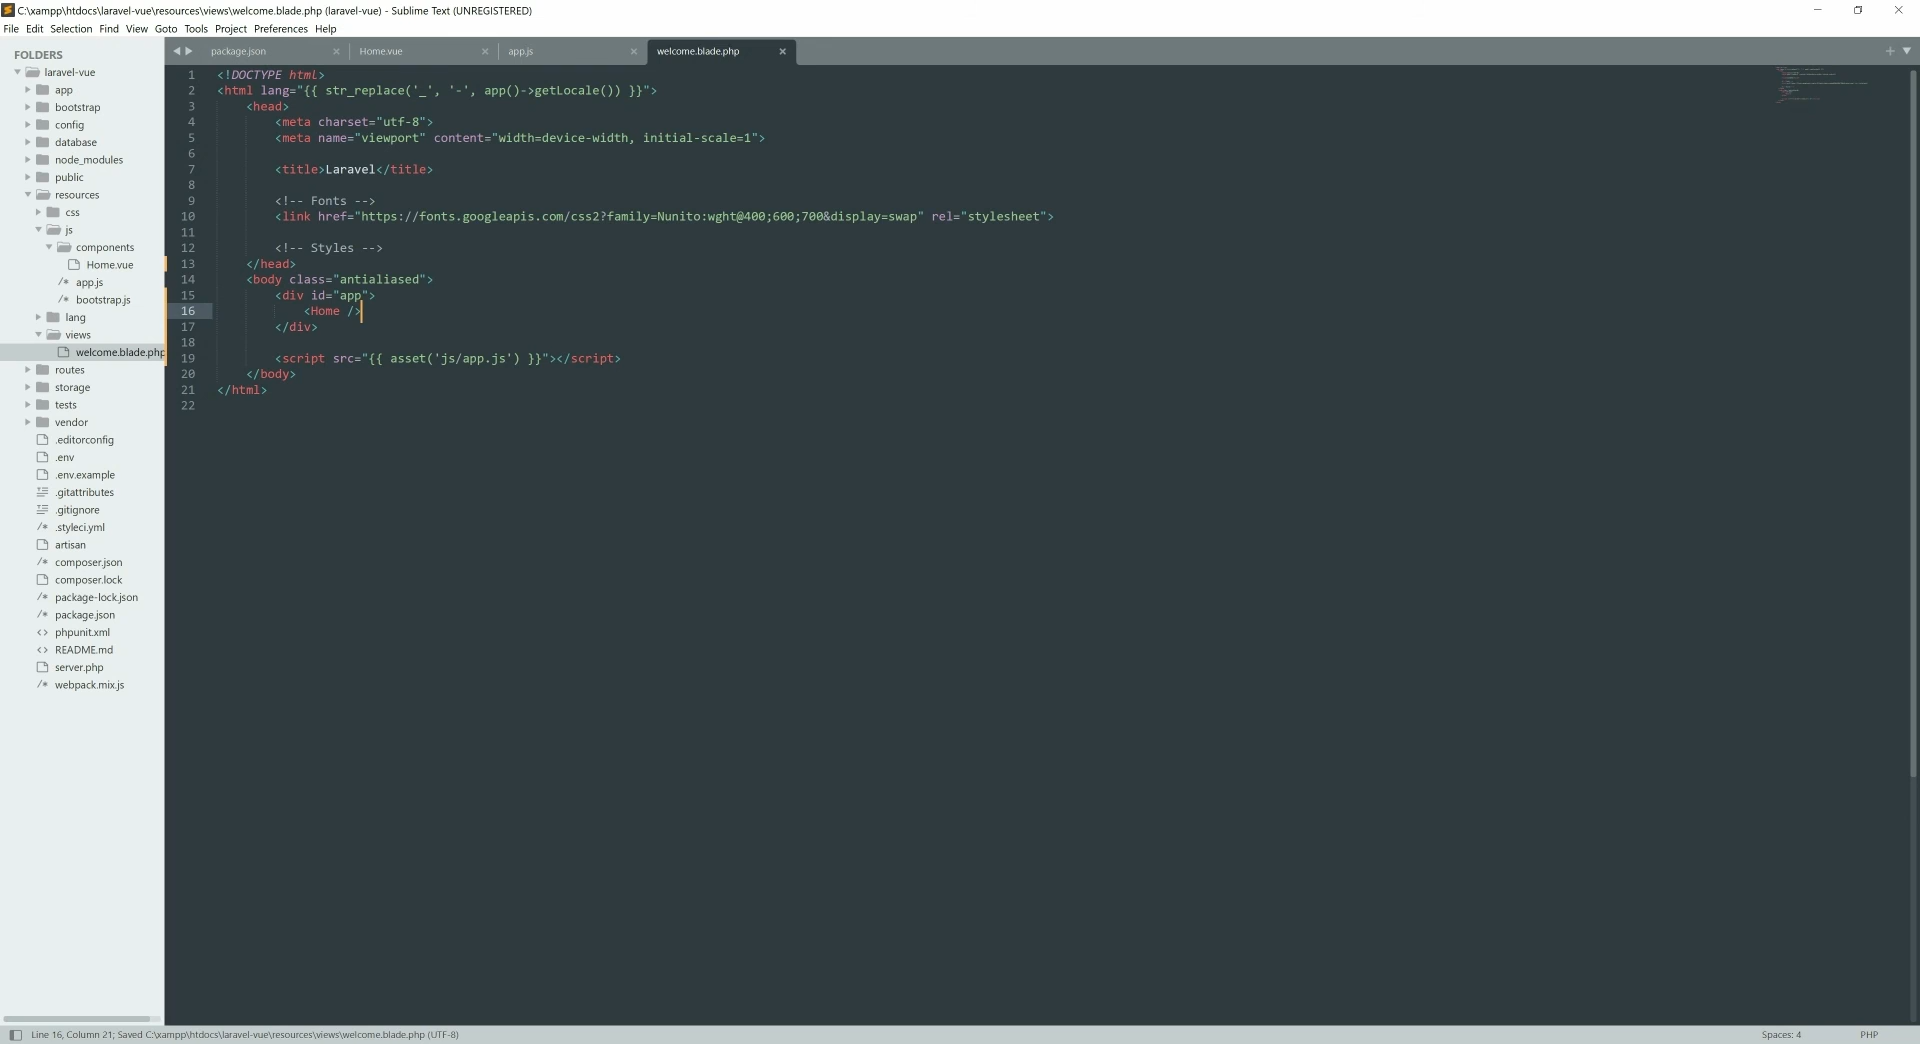 C:\xampp\htdocs\laravel-vue\resources\views\welcome.blade.php (laravel-vue) - Sublime Text (UNREGISTERED)
File Edit Selection Find View Goto Tools Project Preferences Help
FOLDERS
laravel-vue
app
bootstrap
config
database
node_modules
public
resources
css
js
components
Home.vue
app.js
bootstrap.js
lang
views
welcome.blade.php
routes
storage
tests
vendor
.editorconfig
.env
.env.example
.gitattributes
.gitignore
.styleci.yml
artisan
composer.json
composer.lock
package-lock.json
package.json
phpunit.xml
README.md
server.php
webpack.mix.js
package.json Home.vue app.js welcome.blade.php
1 <!DOCTYPE html>
2 <html lang="{{ str_replace('_', '-', app()->getLocale()) }}">
3 <head>
4 <meta charset="utf-8">
5 <meta name="viewport" content="width=device-width, initial-scale=1">
6
7 <title>Laravel</title>
8
9 <!-- Fonts -->
10 <link href="https://fonts.googleapis.com/css2?family=Nunito:wght@400;600;700&display=swap" rel="stylesheet">
11
12 <!-- Styles -->
13 </head>
14 <body class="antialiased">
15 <div id="app">
16 <Home />
17 </div>
18
19 <script src="{{ asset('js/app.js') }}"></script>
20 </body>
21 </html>
22
Line 16, Column 21; Saved C:\xampp\htdocs\laravel-vue\resources\views\welcome.blade.php (UTF-8)
Spaces: 4 PHP